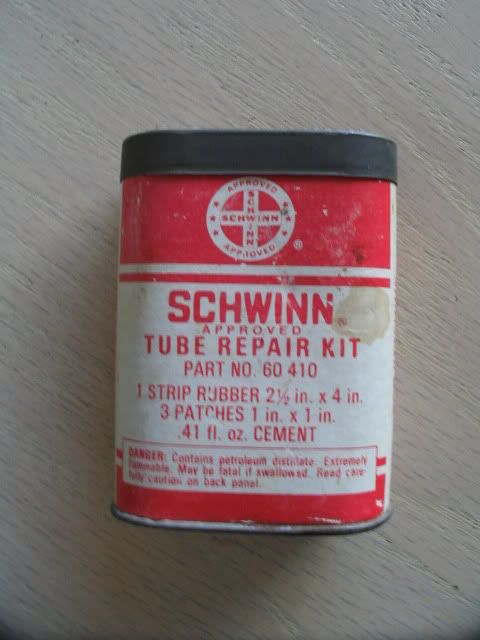 APPROVED
SCHWINN
SCHWINN
APPROVED
®
SCHWINN®
APPROVED
TUBE REPAIR KIT
PART NO. 60 410
1 STRIP RUBBER 2½ in. x 4 in.
3 PATCHES 1 in. x 1 in.
.41 fl. oz. CEMENT
DANGER: Contains petroleum distillate. Extremely
flammable. May be fatal if swallowed. Read care-
fully caution on back panel.